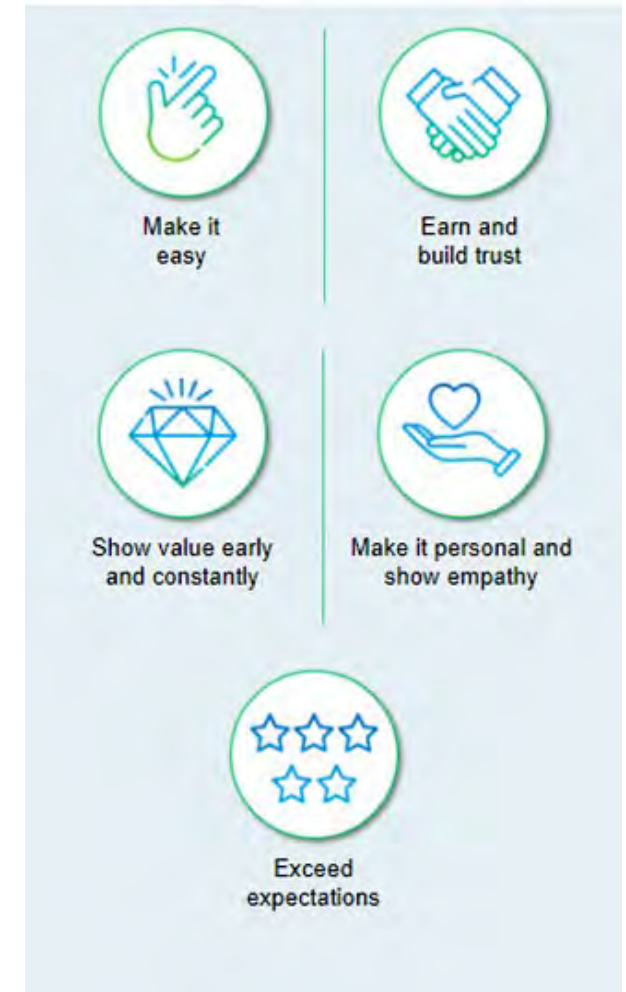 Make it
easy
Earn and
build trust
Show value early
and constantly
Make it personal and
show empathy
Exceed
expectations